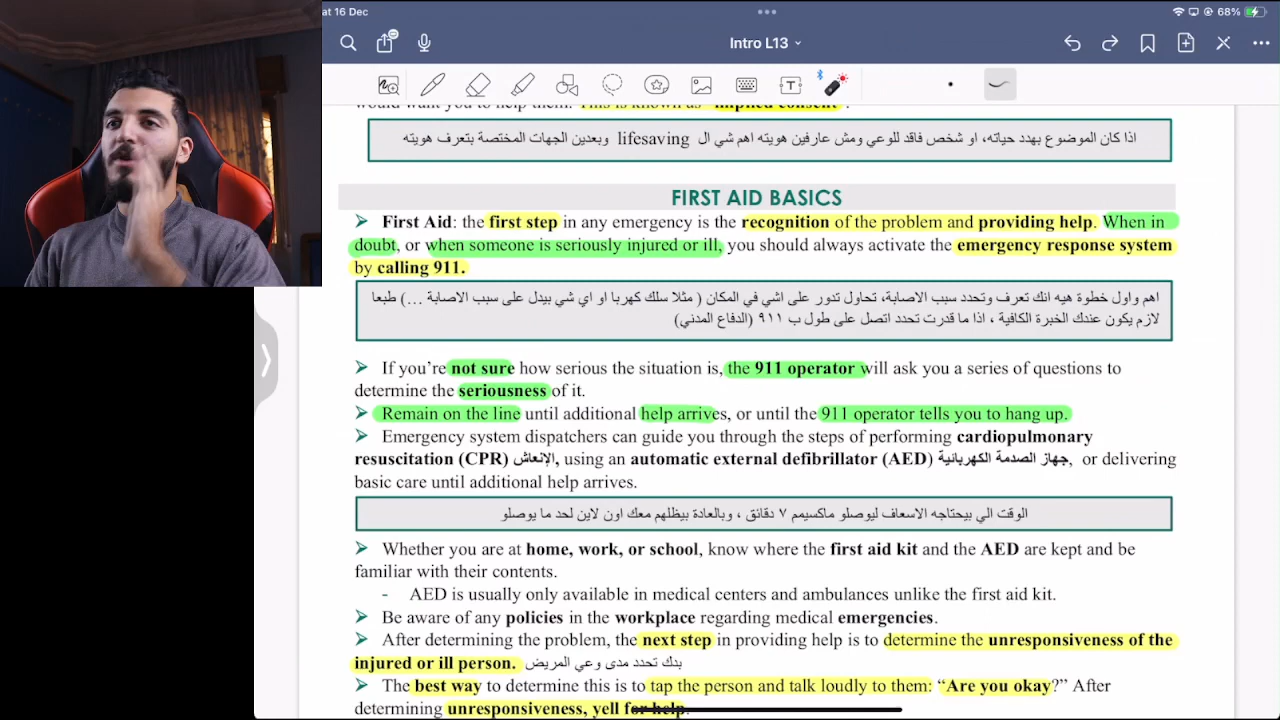 at 16 Dec
68%
Intro L13
would want you to help them. This is known as "implied consent".
اذا كان الموضوع بهدد حياته، او شخص فاقد للوعي ومش عارفين هويته اهم شي ال lifesaving وبعدين الجهات المختصة بتعرف هويته
FIRST AID BASICS
➢ First Aid: the first step in any emergency is the recognition of the problem and providing help. When in
doubt, or when someone is seriously injured or ill, you should always activate the emergency response system
by calling 911.
اهم واول خطوة هيه انك تعرف وتحدد سبب الاصابة، تحاول تدور على اشي في المكان ( مثلا سلك كهربا او اي شي بيدل على سبب الاصابة ...) طبعا
لازم يكون عندك الخبرة الكافية ، اذا ما قدرت تحدد اتصل على طول ب ٩١١ (الدفاع المدني)
➢ If you're not sure how serious the situation is, the 911 operator will ask you a series of questions to
determine the seriousness of it.
➢ Remain on the line until additional help arrives, or until the 911 operator tells you to hang up.
➢ Emergency system dispatchers can guide you through the steps of performing cardiopulmonary
resuscitation (CPR) الإنعاش, using an automatic external defibrillator (AED) جهاز الصدمة الكهربائية, or delivering
basic care until additional help arrives.
الوقت الي بيحتاجه الاسعاف ليوصلو ماكسيمم ٧ دقائق ، وبالعادة بيظلهم معك اون لاين لحد ما يوصلو
➢ Whether you are at home, work, or school, know where the first aid kit and the AED are kept and be
familiar with their contents.
- AED is usually only available in medical centers and ambulances unlike the first aid kit.
➢ Be aware of any policies in the workplace regarding medical emergencies.
➢ After determining the problem, the next step in providing help is to determine the unresponsiveness of the
injured or ill person. بدك تحدد مدى وعي المريض
➢ The best way to determine this is to tap the person and talk loudly to them: "Are you okay?" After
determining unresponsiveness, yell for help.